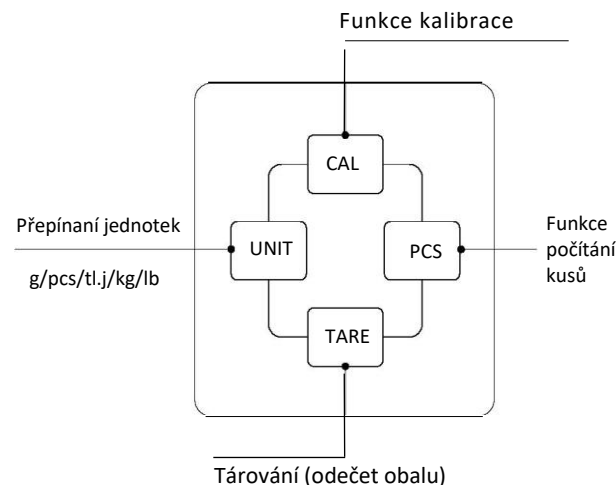 Funkce kalibrace
CAL
Přepínaní jednotek
g/pcs/tl.j/kg/lb
UNIT
PCS
Funkce
počítání
kusů
TARE
Tárování (odečet obalu)